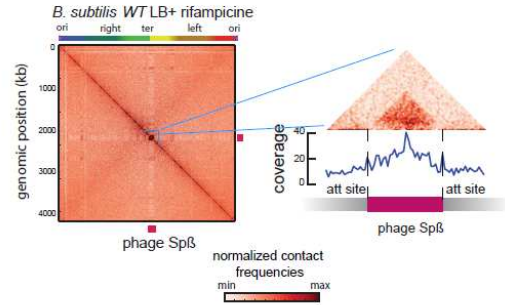 B. subtilis WT LB+ rifampicine
ori right ter left ori
genomic position (kb)
0
1000
2000
3000
4000
phage Spß
coverage
40
20
0
att site att site
phage Spß
normalized contact
frequencies
min max